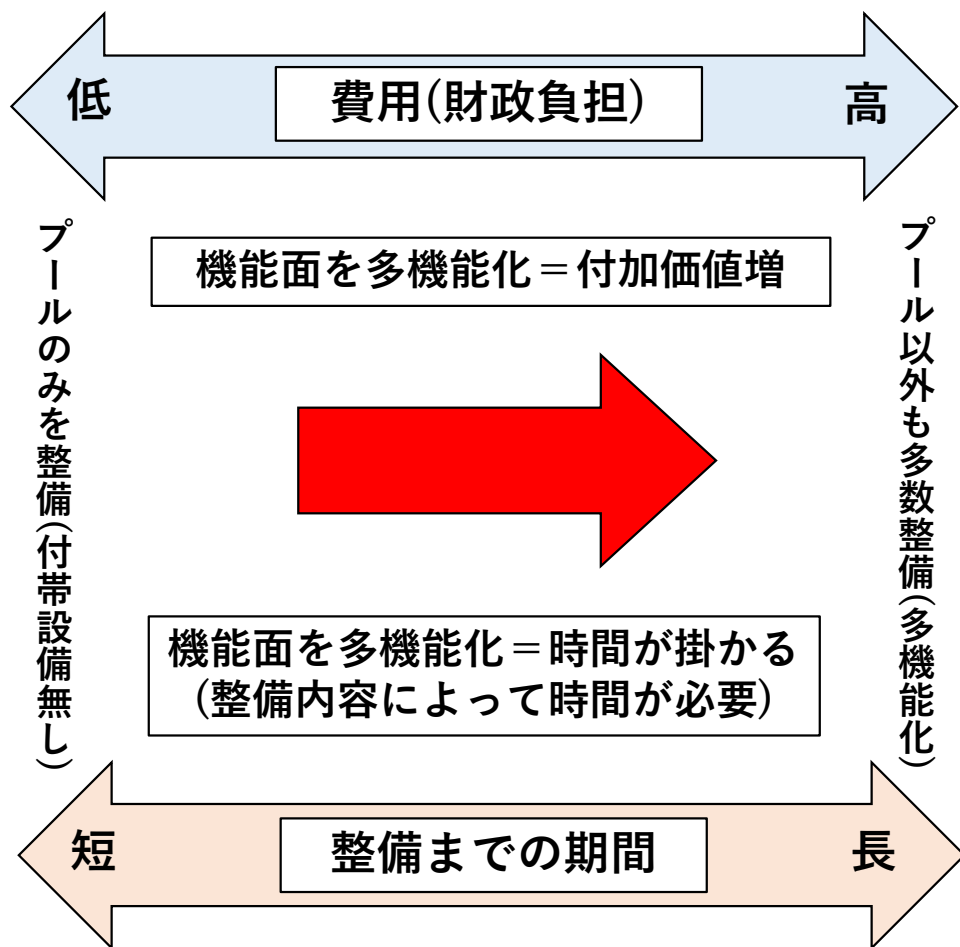 低
費用(財政負担)
高
プールのみを整備(付帯設備無し)
機能面を多機能化＝付加価値増
プール以外も多数整備(多機能化)
機能面を多機能化＝時間が掛かる
(整備内容によって時間が必要)
短
整備までの期間
長